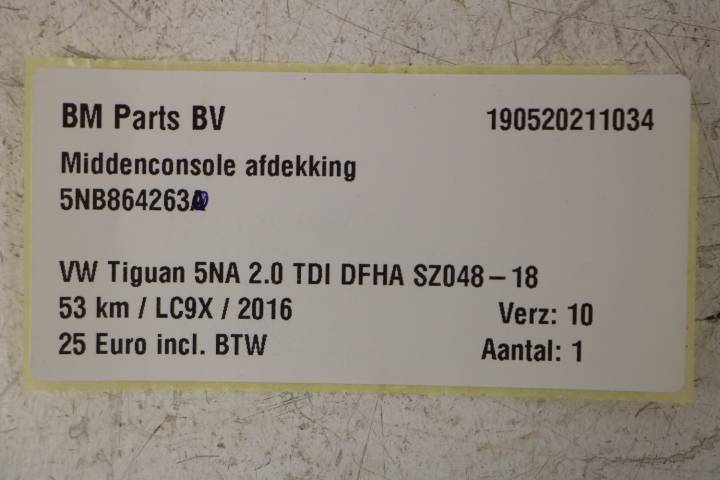 BM Parts BV 190520211034
Middenconsole afdekking
5NB864263
VW Tiguan 5NA 2.0 TDI DFHA SZ048-18
53 km / LC9X / 2016 Verz: 10
25 Euro incl. BTW Aantal: 1